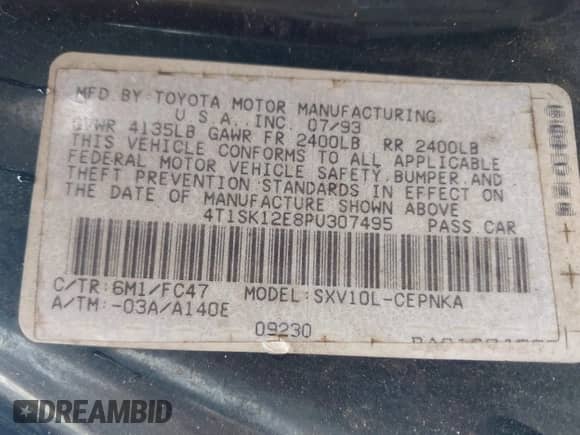 MFD BY TOYOTA MOTOR MANUFACTURING
U.S.A. INC. 07/93
GVWR 4135LB GAWR FR 2400LB RR 2400LB
THIS VEHICLE CONFORMS TO ALL APPLICABLE
FEDERAL MOTOR VEHICLE SAFETY, BUMPER, AND
THEFT PREVENTION STANDARDS IN EFFECT ON
THE DATE OF MANUFACTURE SHOWN ABOVE
4T1SK12E8PU307495 PASS CAR
C/TR: 6M1/FC47 MODEL: SXV10L-CEPNKA
A/TM: -03A/A140E
09230
DREAMBID